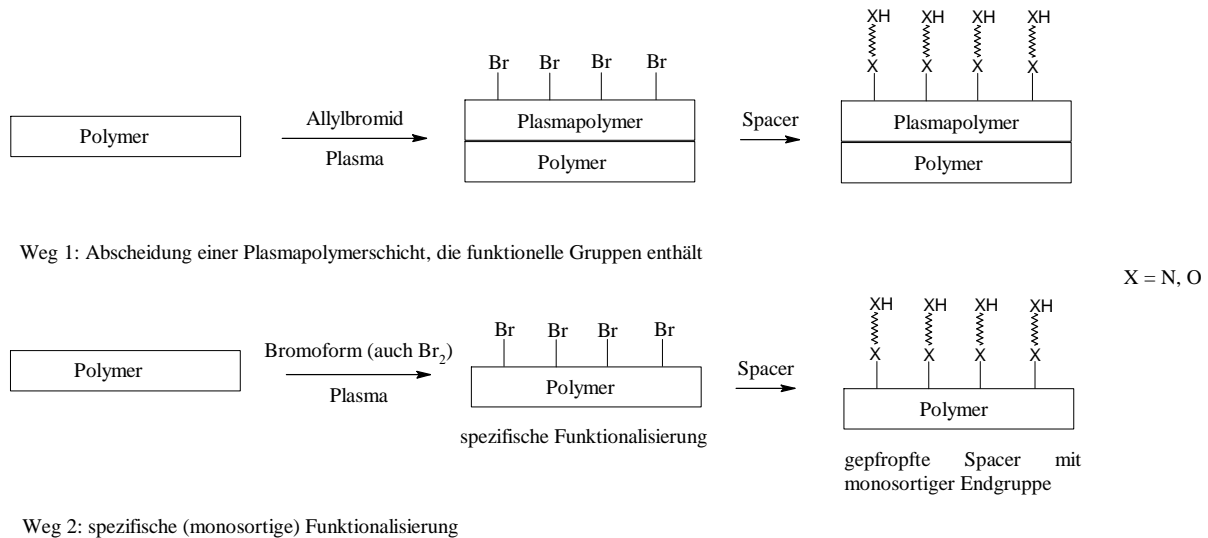 XH XH XH XH
X X X X
Br Br Br Br
Polymer
Allylbromid
Plasma
Plasmapolymer
Polymer
Spacer
Plasmapolymer
Polymer
Weg 1: Abscheidung einer Plasmapolymerschicht, die funktionelle Gruppen enthält
X = N, O
XH XH XH XH
X X X X
Br Br Br Br
Polymer
Bromoform (auch Br2)
Plasma
Polymer
spezifische Funktionalisierung
Spacer
Polymer
gepfropfte Spacer mit
monosortiger Endgruppe
Weg 2: spezifische (monosortige) Funktionalisierung